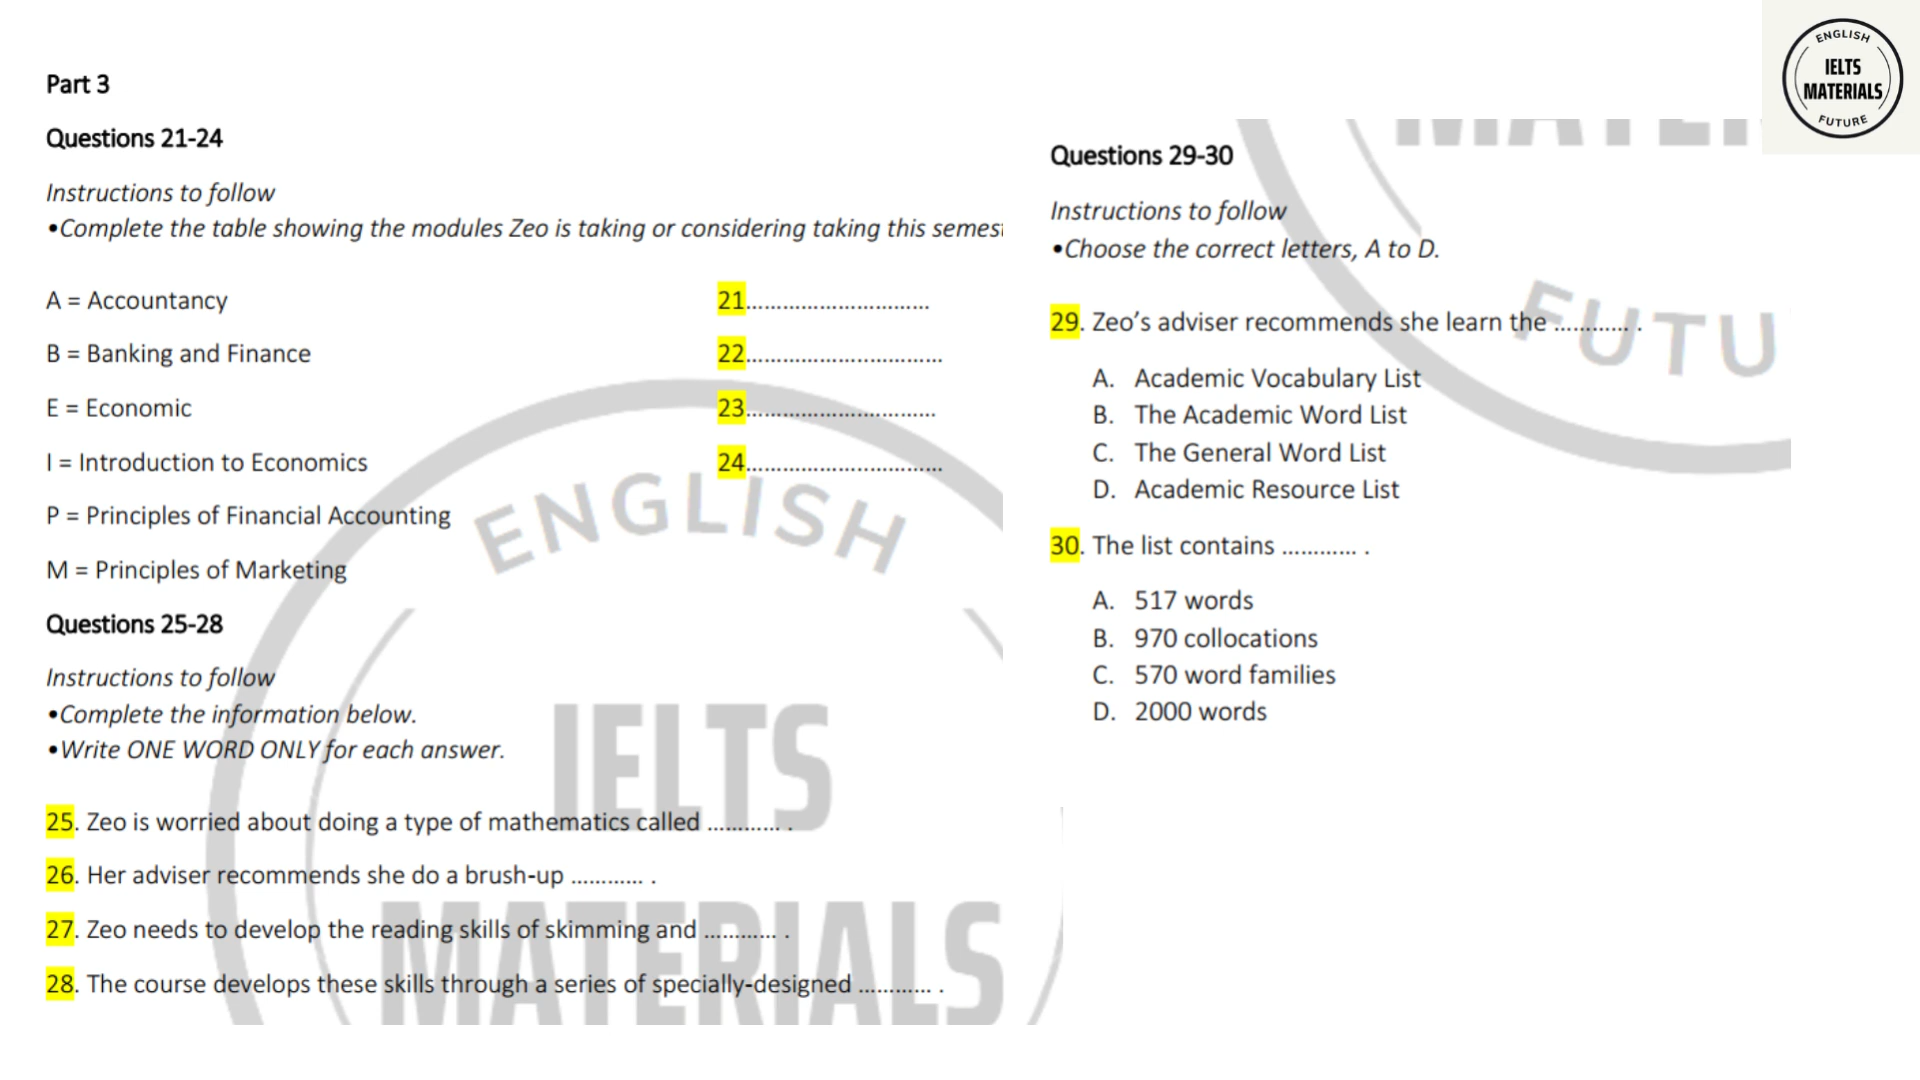 Part 3
Questions 21-24
Instructions to follow
•Complete the table showing the modules Zeo is taking or considering taking this semest
A = Accountancy
21...............................
B = Banking and Finance
22................................
E = Economic
23...............................
I = Introduction to Economics
24................................
P = Principles of Financial Accounting
M = Principles of Marketing
Questions 25-28
Instructions to follow
•Complete the information below.
•Write ONE WORD ONLY for each answer.
25. Zeo is worried about doing a type of mathematics called ............ .
26. Her adviser recommends she do a brush-up ............ .
27. Zeo needs to develop the reading skills of skimming and ............ .
28. The course develops these skills through a series of specially-designed ............ .
ENGLISH
IELTS
MATERIALS
Questions 29-30
Instructions to follow
•Choose the correct letters, A to D.
29. Zeo’s adviser recommends she learn the ............ .
A. Academic Vocabulary List
B. The Academic Word List
C. The General Word List
D. Academic Resource List
30. The list contains ............ .
A. 517 words
B. 970 collocations
C. 570 word families
D. 2000 words
FUTU
ENGLISH
IELTS
MATERIALS
FUTURE